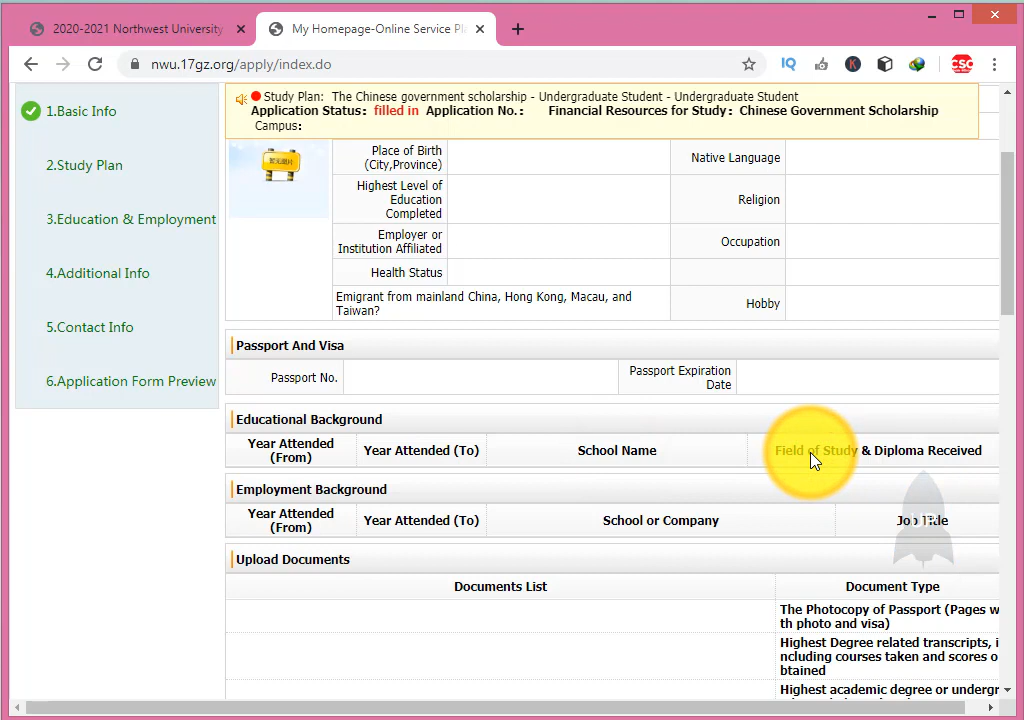 2020-2021 Northwest University
My Homepage-Online Service Pla
nwu.17gz.org/apply/index.do
IQ
K
CSC
1.Basic Info
2.Study Plan
3.Education & Employment
4.Additional Info
5.Contact Info
6.Application Form Preview
Study Plan: The Chinese government scholarship - Undergraduate Student - Undergraduate Student
Application Status: filled in Application No.: Financial Resources for Study: Chinese Government Scholarship
Campus:
暂无图片
Place of Birth
(City,Province)
Native Language
Highest Level of
Education
Completed
Religion
Employer or
Institution Affiliated
Occupation
Health Status
Emigrant from mainland China, Hong Kong, Macau, and
Taiwan?
Hobby
Passport And Visa
Passport No.
Passport Expiration
Date
Educational Background
Year Attended
(From)
Year Attended (To)
School Name
Field of Study & Diploma Received
Employment Background
Year Attended
(From)
Year Attended (To)
School or Company
Job Title
UP
Upload Documents
Documents List
Document Type
The Photocopy of Passport (Pages w
th photo and visa)
Highest Degree related transcripts, i
ncluding courses taken and scores o
btained
Highest academic degree or undergr